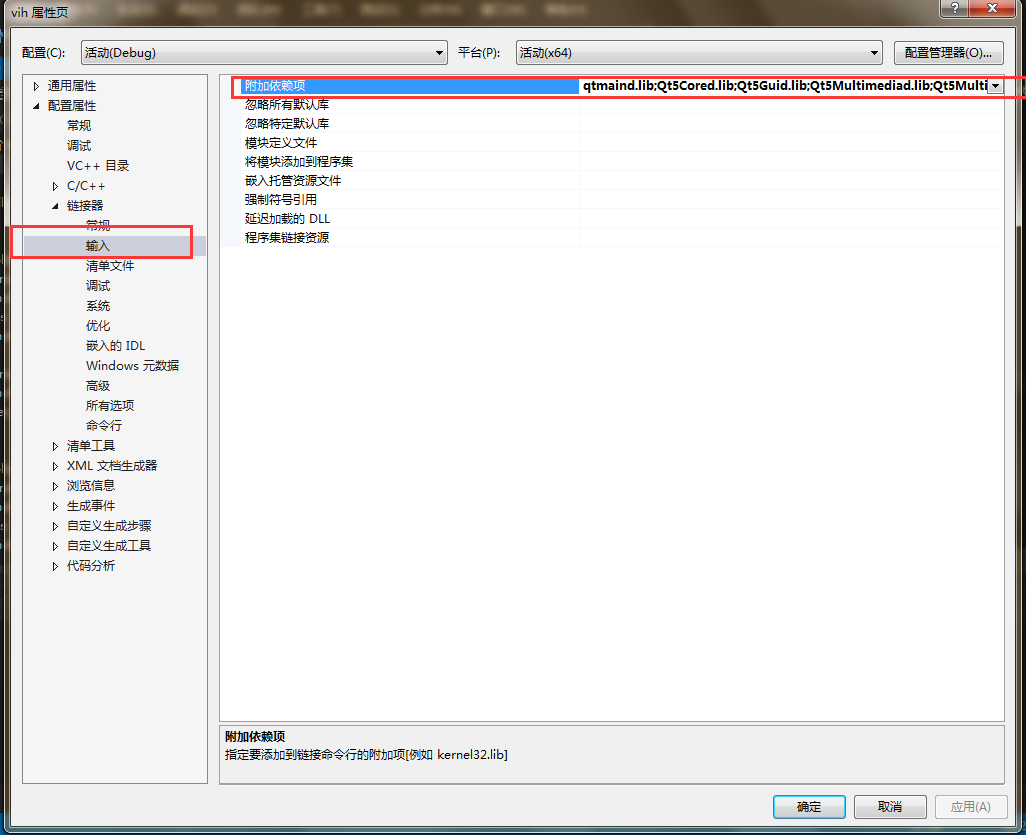 vih 属性页
配置(C): 活动(Debug) 平台(P): 活动(x64) 配置管理器(O)...
通用属性
配置属性
常规
调试
VC++ 目录
C/C++
链接器
常规
输入
清单文件
调试
系统
优化
嵌入的 IDL
Windows 元数据
高级
所有选项
命令行
清单工具
XML 文档生成器
浏览信息
生成事件
自定义生成步骤
自定义生成工具
代码分析
附加依赖项 qtmaind.lib;Qt5Cored.lib;Qt5Guid.lib;Qt5Multimediad.lib;Qt5Multi
忽略所有默认库
忽略特定默认库
模块定义文件
将模块添加到程序集
嵌入托管资源文件
强制符号引用
延迟加载的 DLL
程序集链接资源
附加依赖项
指定要添加到链接命令行的附加项[例如 kernel32.lib]
确定 取消 应用(A)